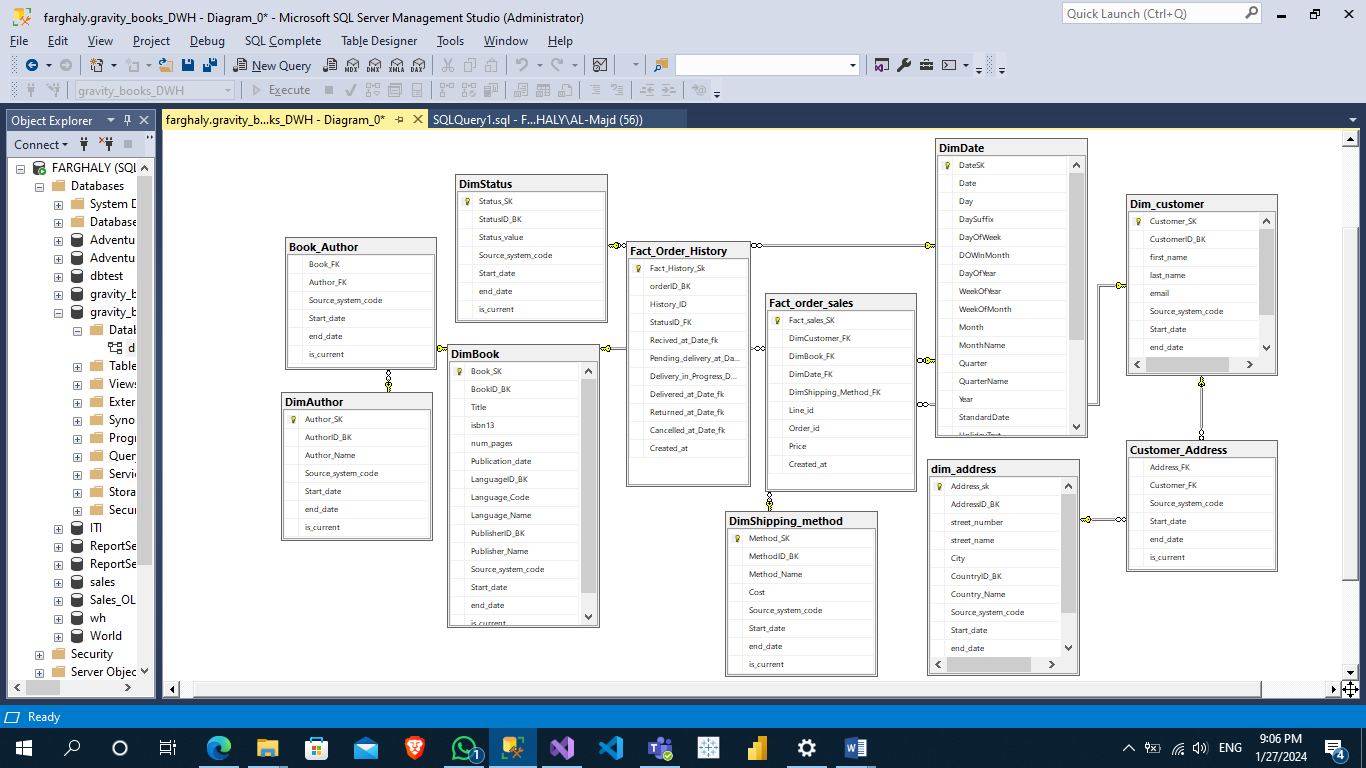 farghaly.gravity_books_DWH - Diagram_0* - Microsoft SQL Server Management Studio (Administrator)
Quick Launch (Ctrl+Q)
File Edit View Project Debug SQL Complete Table Designer Tools Window Help
New Query
MDX DMX XMLA DAX
gravity_books_DWH
Execute
Object Explorer
farghaly.gravity_b...ks_DWH - Diagram_0*
SQLQuery1.sql - F...HALY\AL-Majd (56))
Connect
FARGHALY (SQL
Databases
System D
Database
Adventu
Adventu
dbtest
gravity_b
gravity_b
Datab
d
Table
Views
Exter
Syno
Progr
Quer
Servi
Stora
Secur
ITI
ReportSe
ReportSe
sales
Sales_OL
wh
World
Security
Server Objec
Book_Author
Book_FK
Author_FK
Source_system_code
Start_date
end_date
is_current
DimAuthor
Author_SK
AuthorID_BK
Author_Name
Source_system_code
Start_date
end_date
is_current
DimStatus
Status_SK
StatusID_BK
Status_value
Source_system_code
Start_date
end_date
is_current
DimBook
Book_SK
BookID_BK
Title
isbn13
num_pages
Publication_date
LanguageID_BK
Language_Code
Language_Name
PublisherID_BK
Publisher_Name
Source_system_code
Start_date
end_date
is_current
Fact_Order_History
Fact_History_Sk
orderID_BK
History_ID
StatusID_FK
Recived_at_Date_fk
Pending_delivery_at_Da...
Delivery_in_Progress_D...
Delivered_at_Date_fk
Returned_at_Date_fk
Cancelled_at_Date_fk
Created_at
Fact_order_sales
Fact_sales_SK
DimCustomer_FK
DimBook_FK
DimDate_FK
DimShipping_Method_FK
Line_id
Order_id
Price
Created_at
DimShipping_method
Method_SK
MethodID_BK
Method_Name
Cost
Source_system_code
Start_date
end_date
is_current
DimDate
DateSK
Date
Day
DaySuffix
DayOfWeek
DOWInMonth
DayOfYear
WeekOfYear
WeekOfMonth
Month
MonthName
Quarter
QuarterName
Year
StandardDate
HolidayText
dim_address
Address_sk
AddressID_BK
street_number
street_name
City
CountryID_BK
Country_Name
Source_system_code
Start_date
end_date
Dim_customer
Customer_SK
CustomerID_BK
first_name
last_name
email
Source_system_code
Start_date
end_date
Customer_Address
Address_FK
Customer_FK
Source_system_code
Start_date
end_date
is_current
Ready
1
ENG
9:06 PM
1/27/2024
4